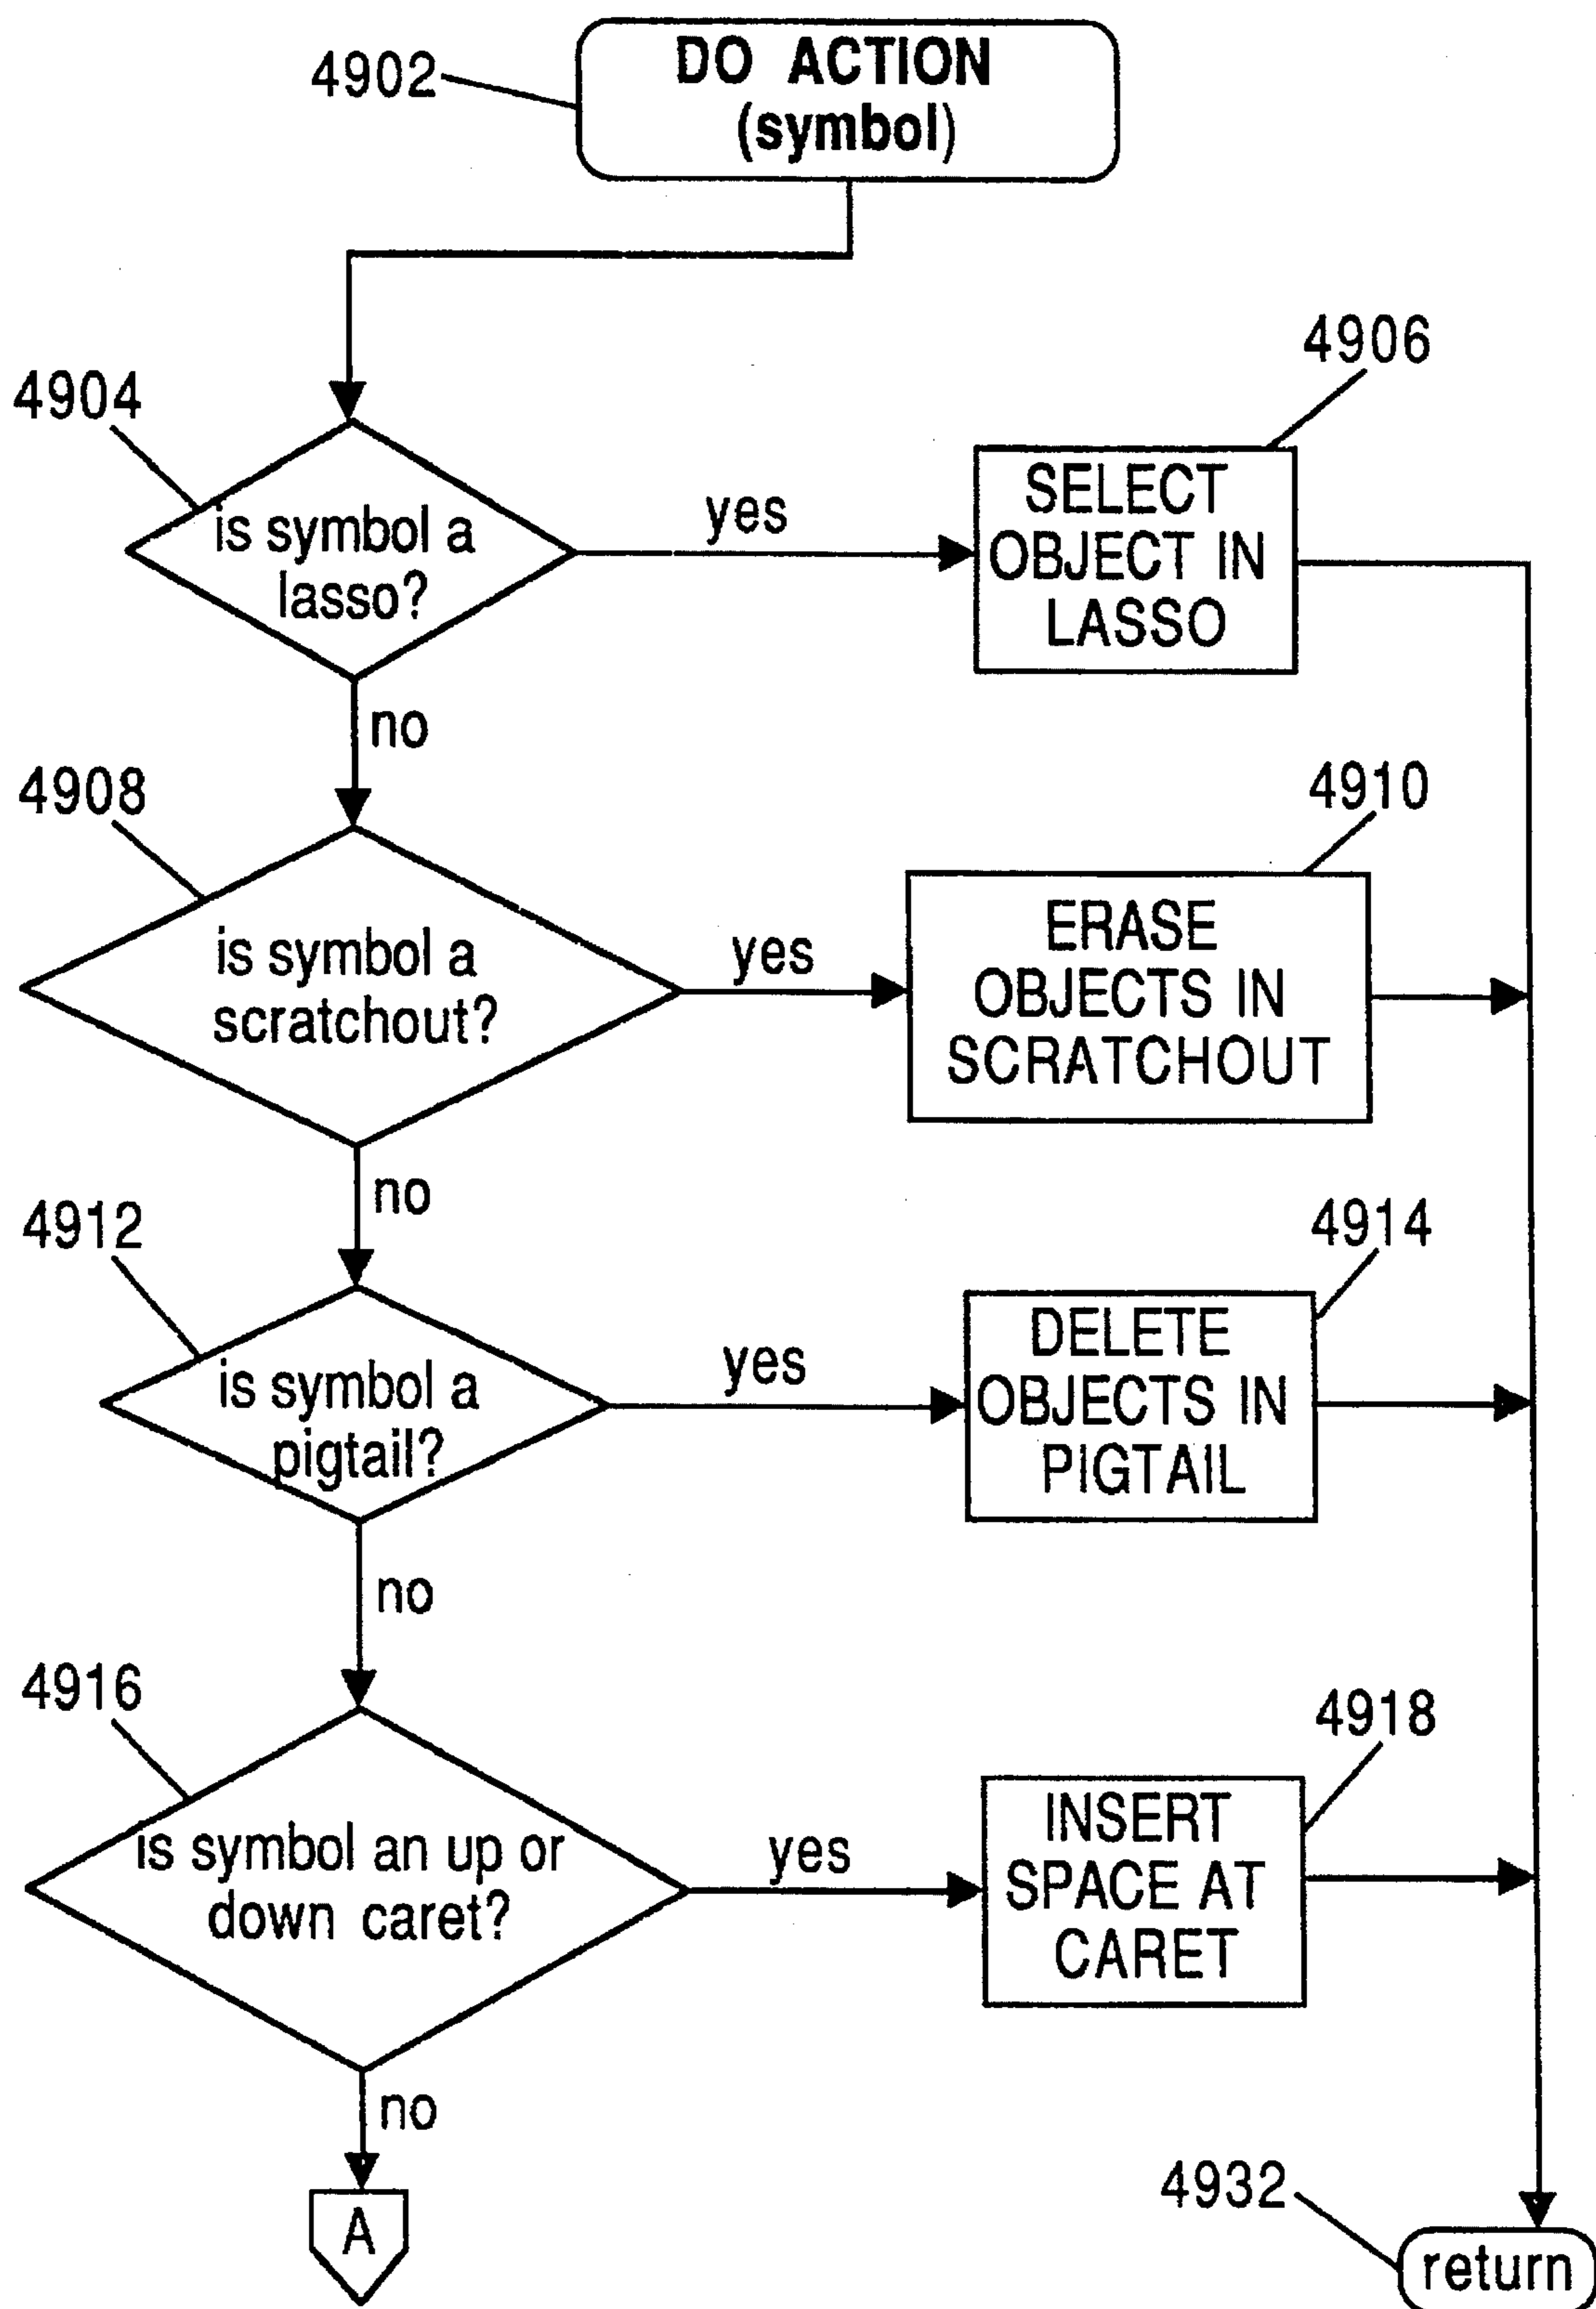 4902
DO ACTION
(symbol)
4904
is symbol a
lasso?
yes
4906
SELECT
OBJECT IN
LASSO
no
4908
is symbol a
scratchout?
yes
4910
ERASE
OBJECTS IN
SCRATCHOUT
no
4912
is symbol a
pigtail?
yes
4914
DELETE
OBJECTS IN
PIGTAIL
no
4916
is symbol an up or
down caret?
yes
4918
INSERT
SPACE AT
CARET
no
A
4932
return